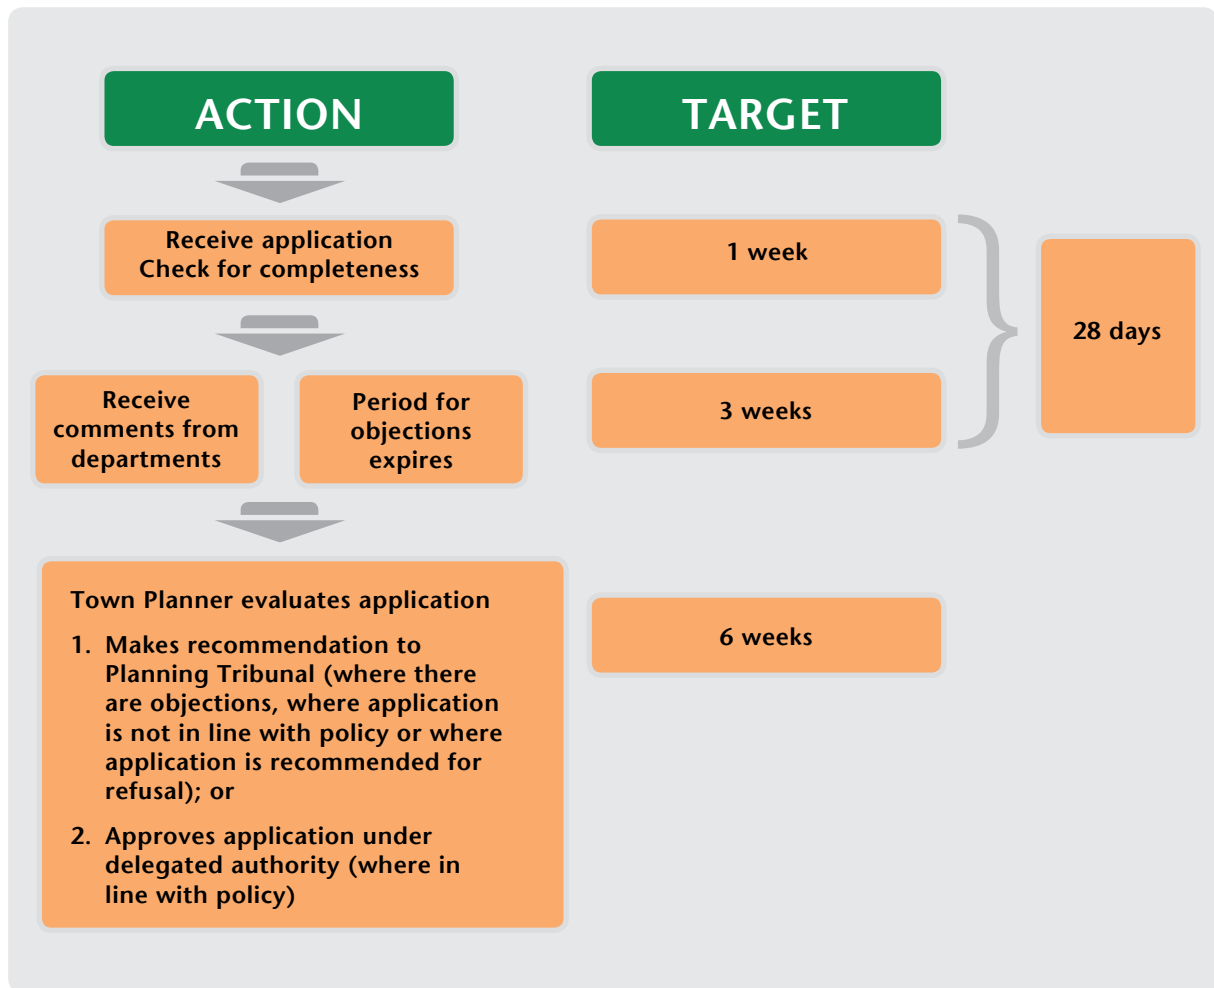 ACTION
TARGET
Receive application
Check for completeness
1 week
28 days
Receive
comments from
departments
Period for
objections
expires
3 weeks
Town Planner evaluates application
1. Makes recommendation to
Planning Tribunal (where there
are objections, where application
is not in line with policy or where
application is recommended for
refusal); or
2. Approves application under
delegated authority (where in
line with policy)
6 weeks